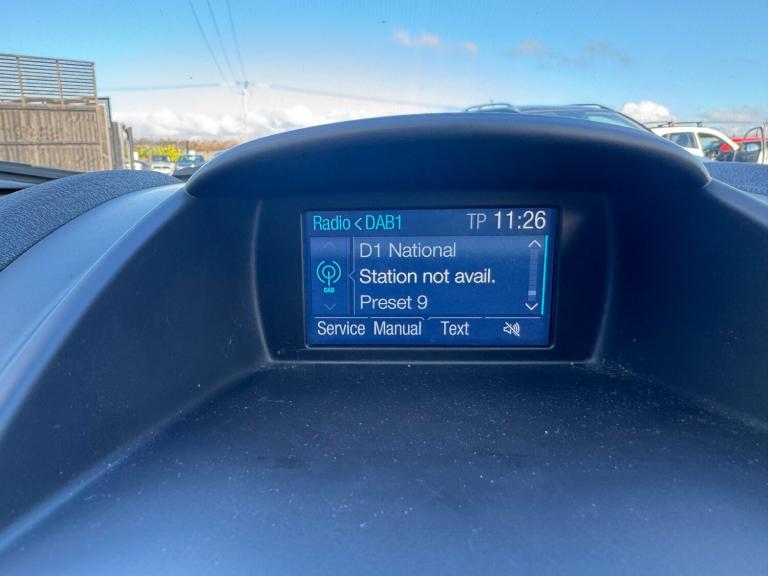 Radio < DAB1 TP 11:26
D1 National
DAB
Station not avail.
Preset 9
Service Manual Text